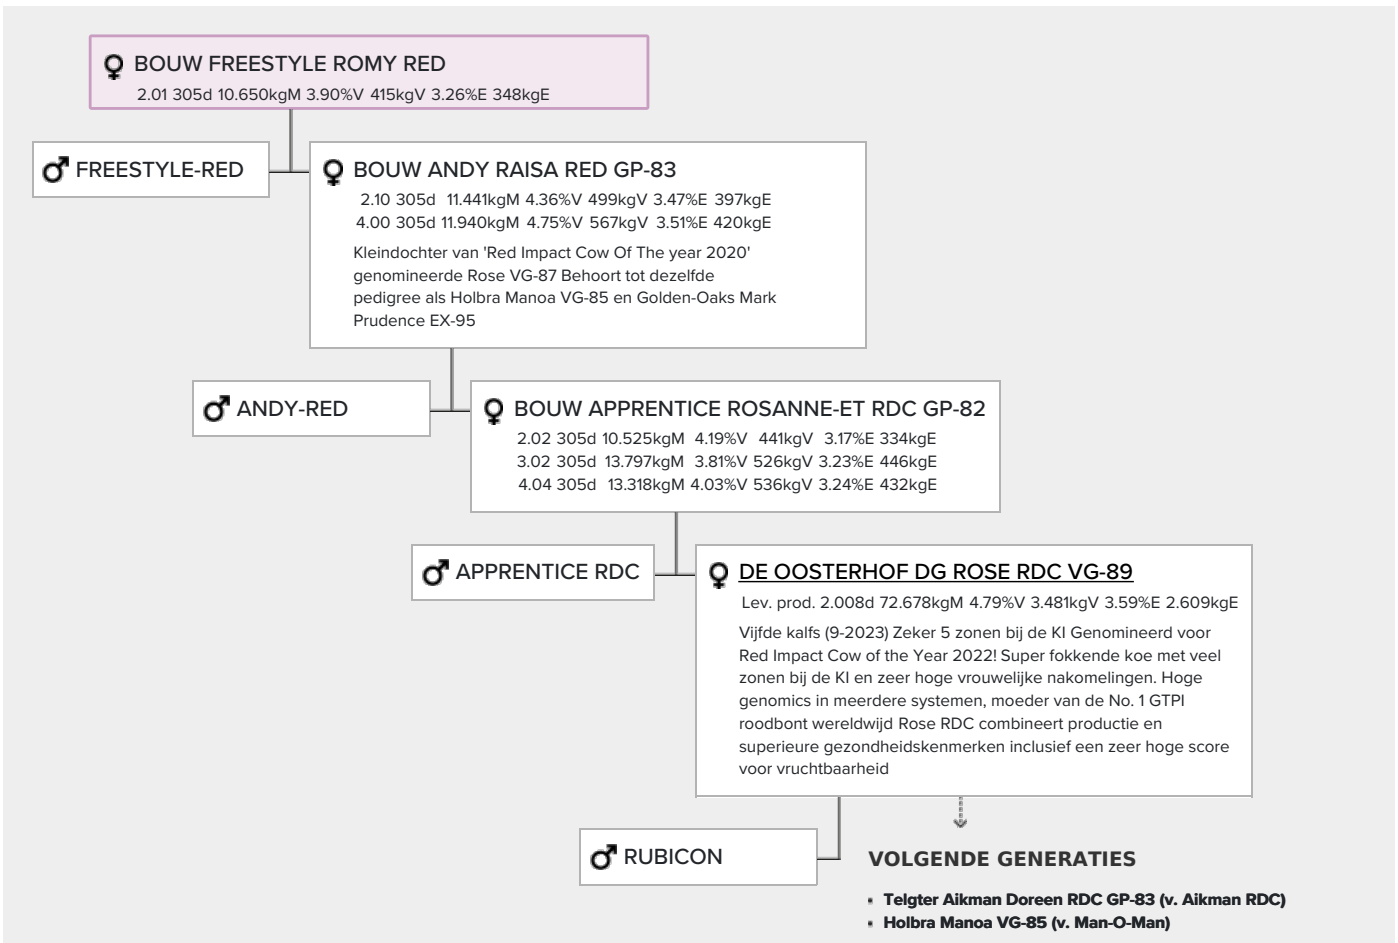 BOUW FREESTYLE ROMY RED
2.01 305d 10.650kgM 3.90%V 415kgV 3.26%E 348kgE
FREESTYLE-RED
BOUW ANDY RAISA RED GP-83
2.10 305d 11.441kgM 4.36%V 499kgV 3.47%E 397kgE
4.00 305d 11.940kgM 4.75%V 567kgV 3.51%E 420kgE
Kleindochter van 'Red Impact Cow Of The year 2020'
genomineerde Rose VG-87 Behoort tot dezelfde
pedigree als Holbra Manoa VG-85 en Golden-Oaks Mark
Prudence EX-95
ANDY-RED
BOUW APPRENTICE ROSANNE-ET RDC GP-82
2.02 305d 10.525kgM 4.19%V 441kgV 3.17%E 334kgE
3.02 305d 13.797kgM 3.81%V 526kgV 3.23%E 446kgE
4.04 305d 13.318kgM 4.03%V 536kgV 3.24%E 432kgE
APPRENTICE RDC
DE OOSTERHOF DG ROSE RDC VG-89
Lev. prod. 2.008d 72.678kgM 4.79%V 3.481kgV 3.59%E 2.609kgE
Vijfde kalfs (9-2023) Zeker 5 zonen bij de KI Genomineerd voor
Red Impact Cow of the Year 2022! Super fokkende koe met veel
zonen bij de KI en zeer hoge vrouwelijke nakomelingen. Hoge
genomics in meerdere systemen, moeder van de No. 1 GTPI
roodbont wereldwijd Rose RDC combineert productie en
superieure gezondheidskenmerken inclusief een zeer hoge score
voor vruchtbaarheid
RUBICON
VOLGENDE GENERATIES
▪ Telgter Aikman Doreen RDC GP-83 (v. Aikman RDC)
▪ Holbra Manoa VG-85 (v. Man-O-Man)